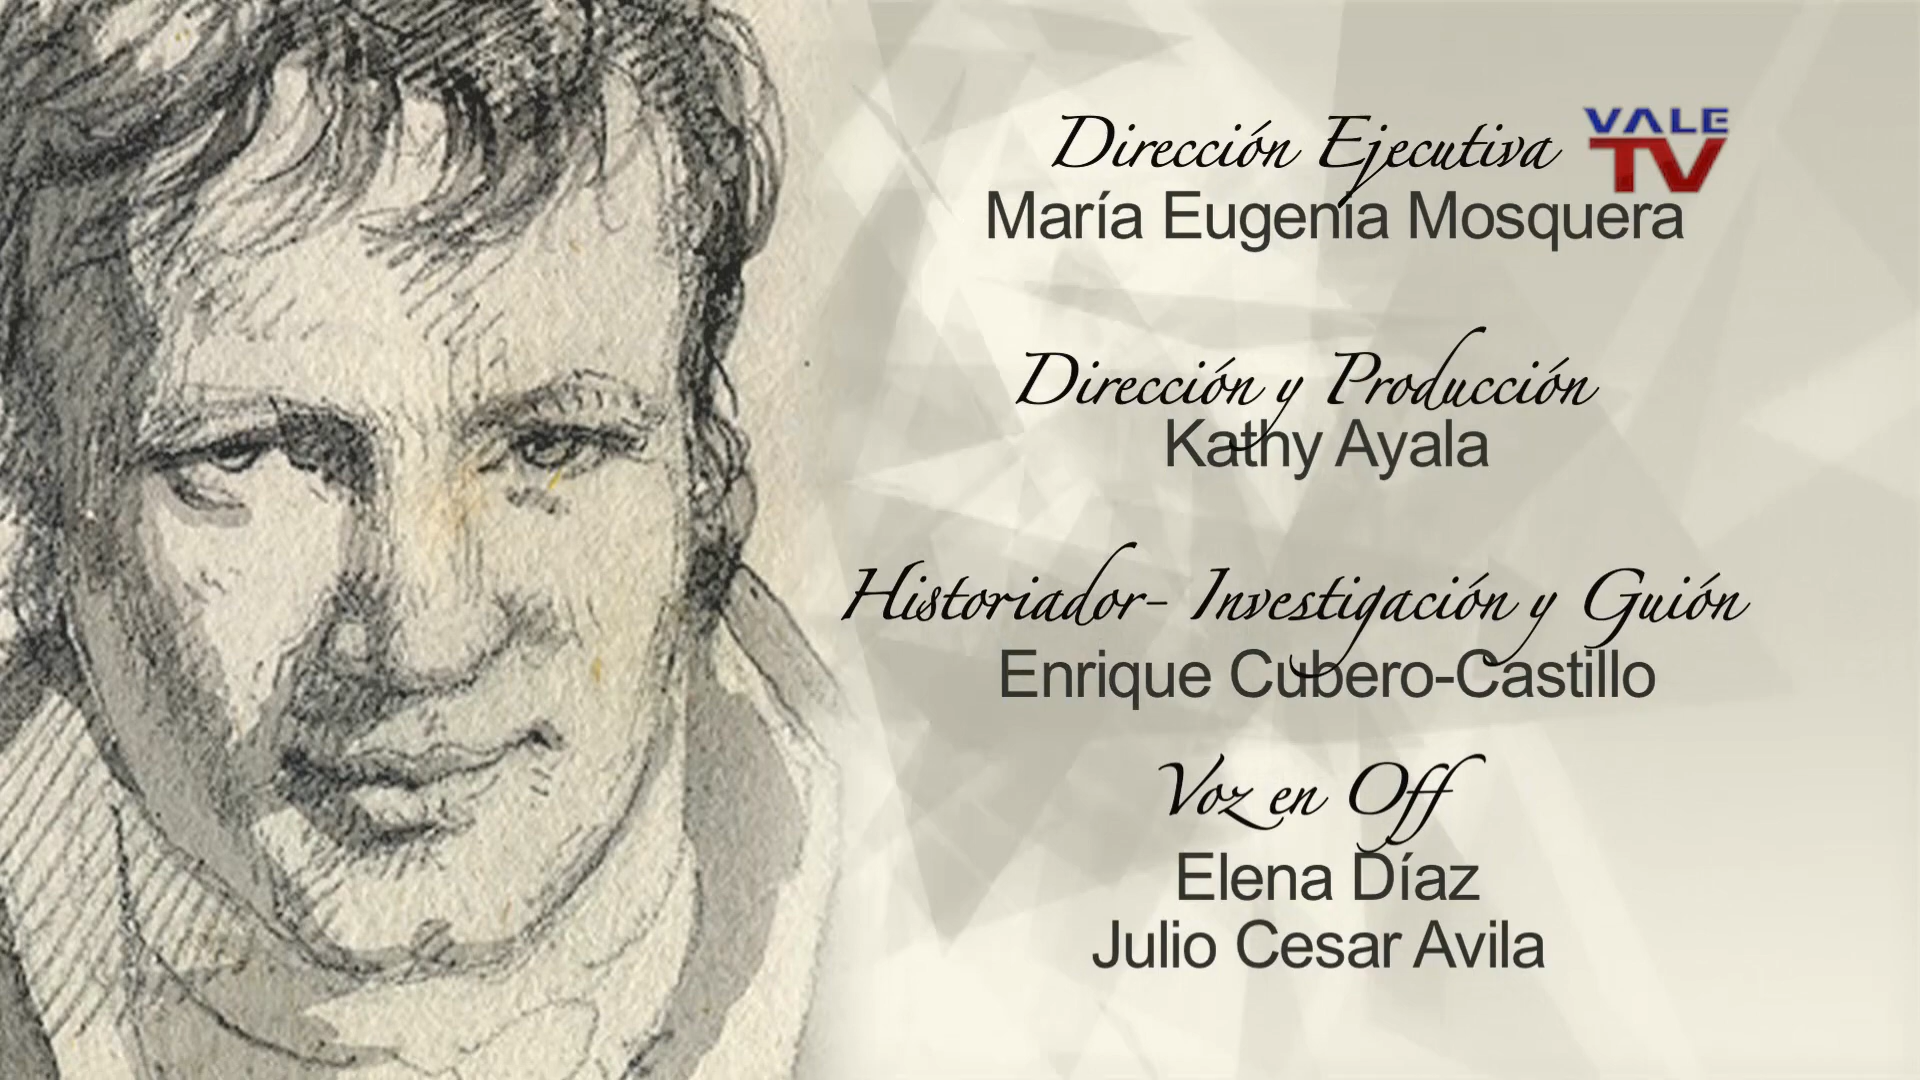 Dirección Ejecutiva
VALE
TV
María Eugenia Mosquera
Dirección y Producción
Kathy Ayala
Historiador- Investigación y Guión
Enrique Cubero-Castillo
Voz en Off
Elena Díaz
Julio Cesar Avila